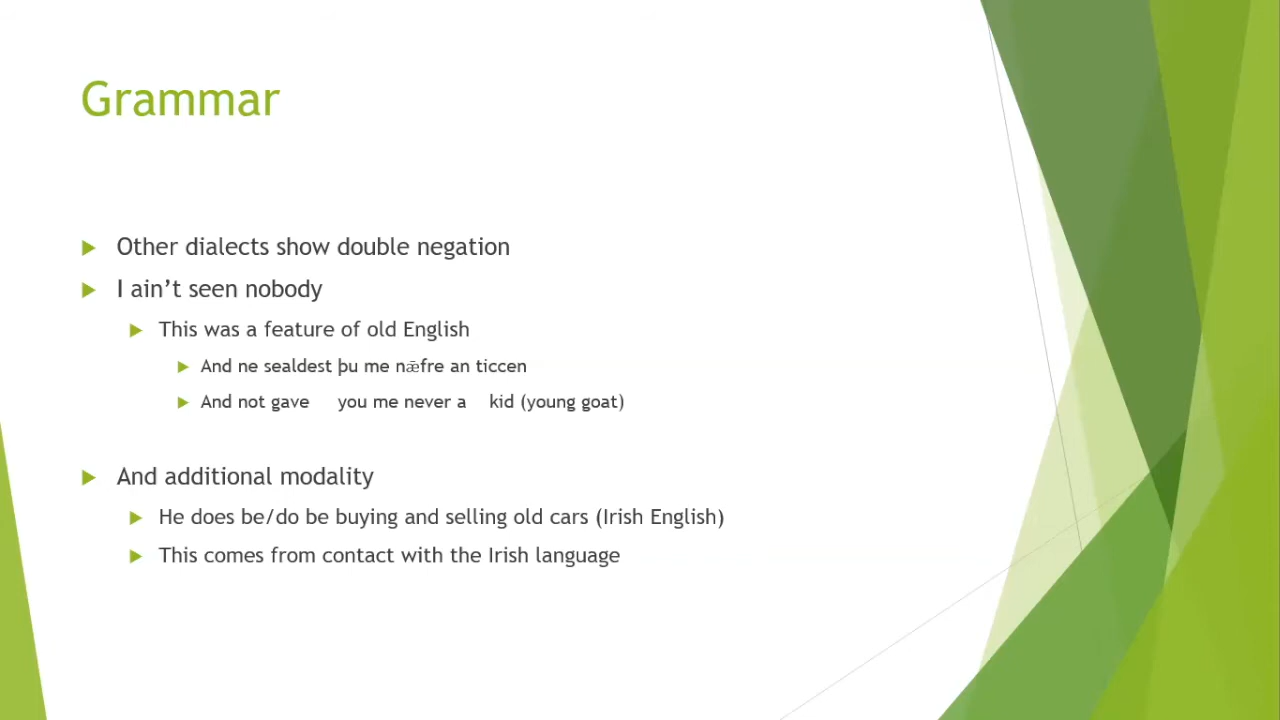 Grammar
Other dialects show double negation
I ain’t seen nobody
This was a feature of old English
And ne sealdest þu me nǣfre an ticcen
And not gave you me never a kid (young goat)
And additional modality
He does be/do be buying and selling old cars (Irish English)
This comes from contact with the Irish language